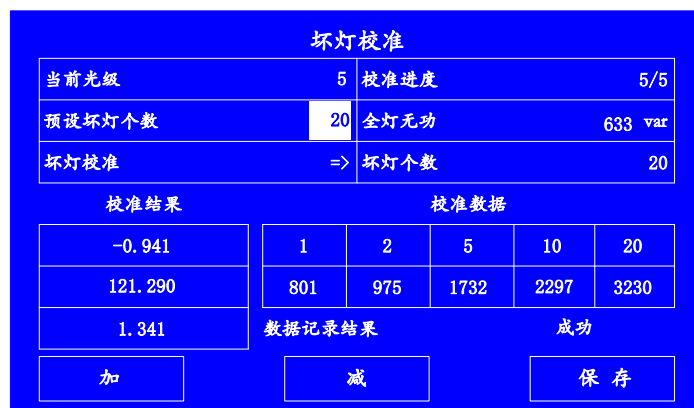 坏灯校准
当前光级 5 校准进度 5/5
预设坏灯个数 20 全灯无功 633 var
坏灯校准 => 坏灯个数 20
校准结果 校准数据
-0.941 1 2 5 10 20
121.290 801 975 1732 2297 3230
1.341 数据记录结果 成功
加 减 保存